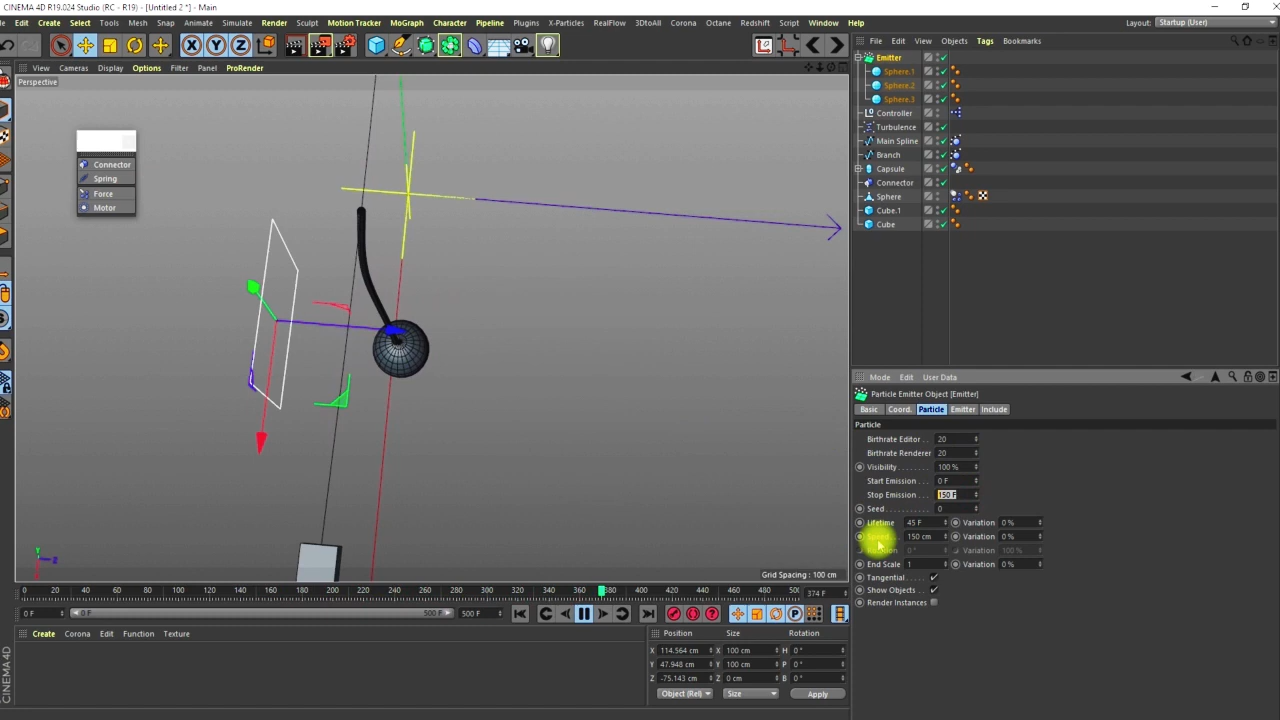 CINEMA 4D R19.024 Studio (RC - R19) - [Untitled 2 *] - Main
Edit Create Select Tools Mesh Snap Animate Simulate Render Sculpt Motion Tracker MoGraph Character Pipeline Plugins X-Particles RealFlow 3DtoAll Corona Octane Redshift Script Window Help Layout: Startup (User)
X Y Z File Edit View Objects Tags Bookmarks
View Cameras Display Options Filter Panel ProRender
Perspective
Emitter
Sphere.1
Sphere.2
Sphere.3
Controller
Turbulence
Main Spline
Branch
Capsule
Connector
Sphere
Cube.1
Cube
Connector
Spring
Force
Motor
Mode Edit User Data
Particle Emitter Object [Emitter]
Basic Coord. Particle Emitter Include
Particle
Birthrate Editor . . 20
Birthrate Renderer 20
Visibility . . . . . . . . 100 %
Start Emission . . . 0 F
Stop Emission . . . 150 F
Seed . . . . . . . . . . . 0
Lifetime 45 F Variation 0 %
Speed. . . 150 cm Variation 0 %
Rotation 0 ° Variation 100 %
End Scale 1 Variation 0 %
Tangential . . . . .
Show Objects . .
Render Instances
Y Z
Grid Spacing : 100 cm
0 20 40 60 80 100 120 140 160 180 200 220 240 260 280 300 320 340 360 380 400 420 440 460 480 500 374 F
0 F 0 F 500 F 500 F
P
Create Corona Edit Function Texture
Position Size Rotation
X 114.564 cm X 100 cm H 0 °
Y 47.948 cm Y 100 cm P 0 °
Z -75.143 cm Z 0 cm B 0 °
Object (Rel) Size Apply
CINEMA 4D